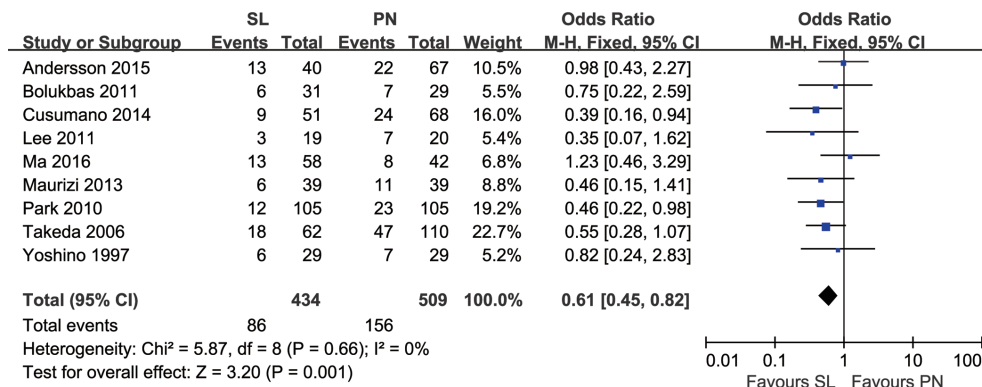 SL PN Odds Ratio Odds Ratio
Study or Subgroup Events Total Events Total Weight M-H, Fixed, 95% CI M-H, Fixed, 95% CI
Andersson 2015 13 40 22 67 10.5% 0.98 [0.43, 2.27]
Bolukbas 2011 6 31 7 29 5.5% 0.75 [0.22, 2.59]
Cusumano 2014 9 51 24 68 16.0% 0.39 [0.16, 0.94]
Lee 2011 3 19 7 20 5.4% 0.35 [0.07, 1.62]
Ma 2016 13 58 8 42 6.8% 1.23 [0.46, 3.29]
Maurizi 2013 6 39 11 39 8.8% 0.46 [0.15, 1.41]
Park 2010 12 105 23 105 19.2% 0.46 [0.22, 0.98]
Takeda 2006 18 62 47 110 22.7% 0.55 [0.28, 1.07]
Yoshino 1997 6 29 7 29 5.2% 0.82 [0.24, 2.83]
Total (95% CI) 434 509 100.0% 0.61 [0.45, 0.82]
Total events 86 156
Heterogeneity: Chi² = 5.87, df = 8 (P = 0.66); I² = 0%
Test for overall effect: Z = 3.20 (P = 0.001)
0.01 0.1 1 10 100
Favours SL Favours PN